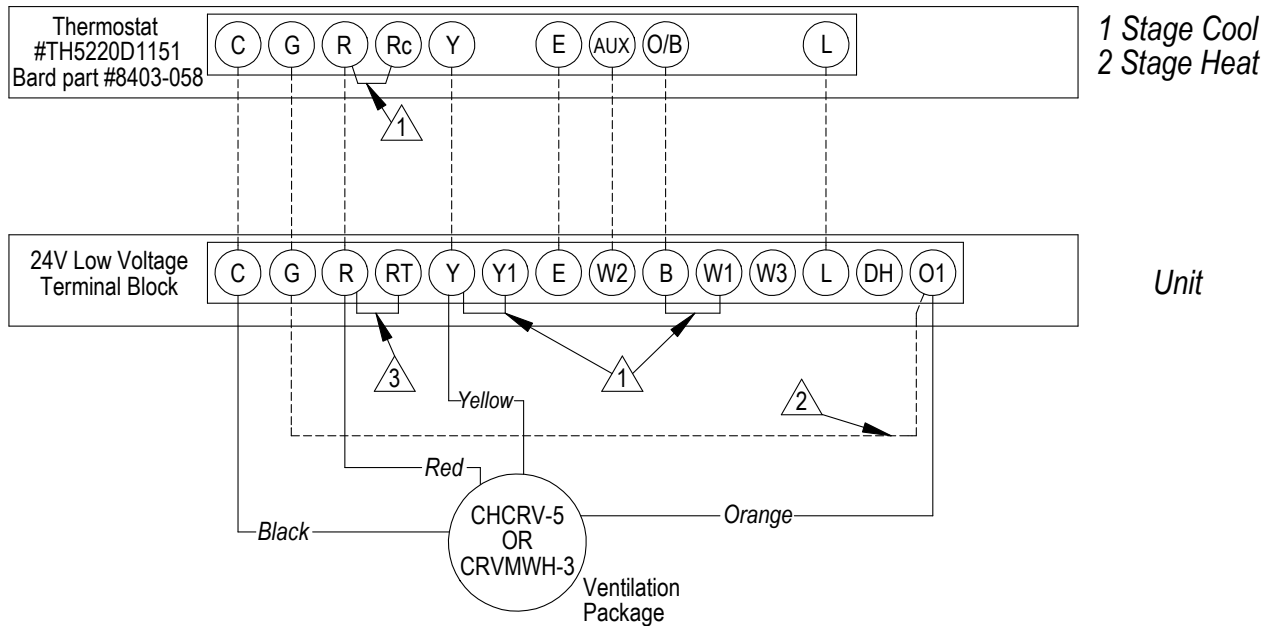 Thermostat
#TH5220D1151
Bard part #8403-058
C G R Rc Y E AUX O/B L
1 Stage Cool
2 Stage Heat
1
24V Low Voltage
Terminal Block
C G R RT Y Y1 E W2 B W1 W3 L DH O1
Unit
3
1
2
Yellow
Red
Black
Orange
CHCRV-5
OR
CRVMWH-3
Ventilation
Package